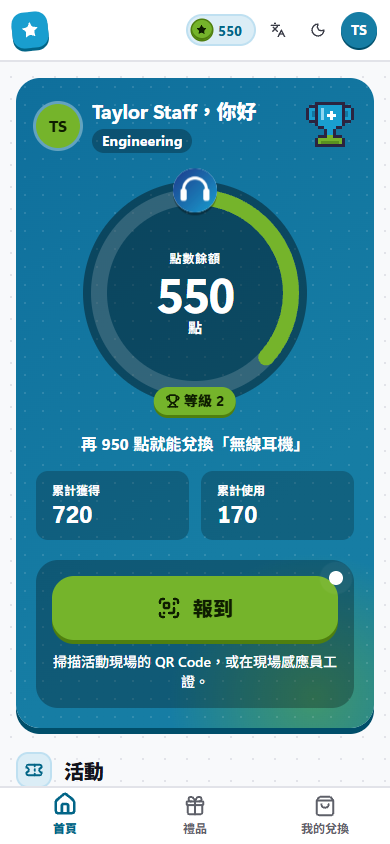 550
TS
TS
Taylor Staff，你好
Engineering
點數餘額
550
點
等級 2
再 950 點就能兌換「無線耳機」
累計獲得
720
累計使用
170
報到
掃描活動現場的 QR Code，或在現場感應員工
證。
活動
首頁
禮品
我的兌換